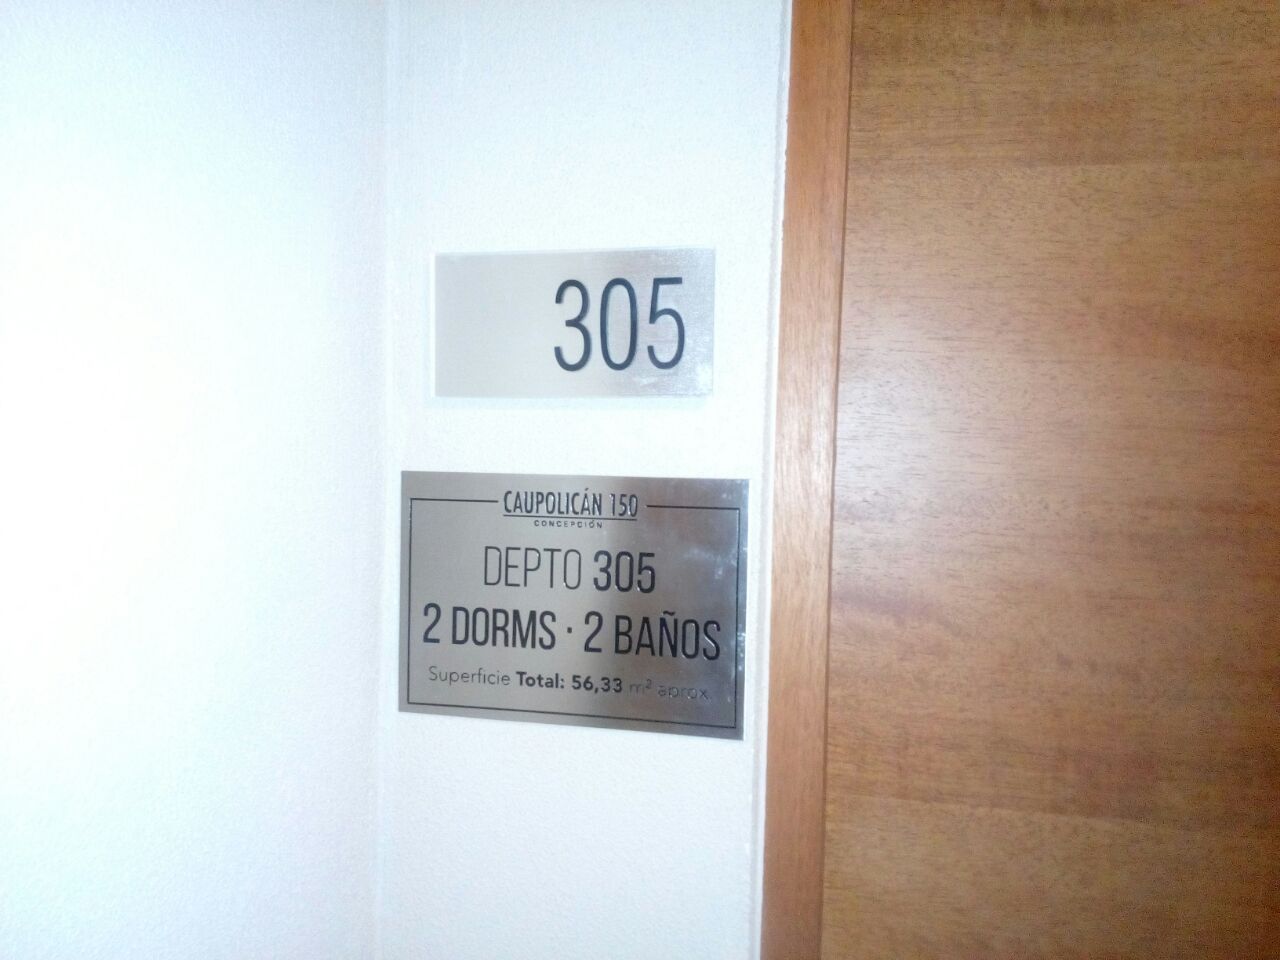 305
CAUPOLICÁN 150
CONCEPCIÓN
DEPTO 305
2 DORMS · 2 BAÑOS
Superficie Total: 56,33 m² aprox.